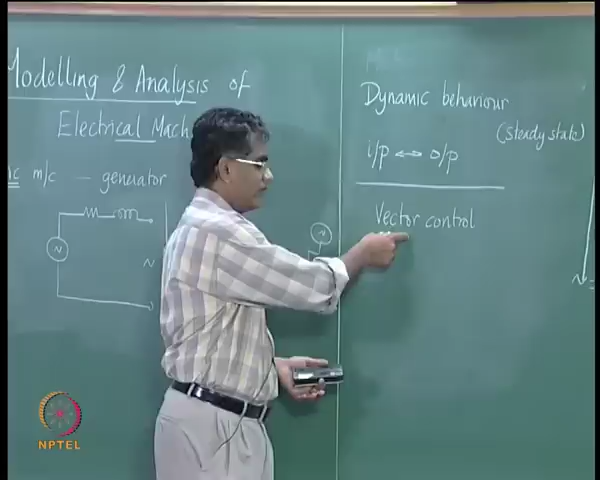 Modelling & Analysis of
Electrical Mach
m/c - generator
N
N
Dynamic behaviour
(steady state)
i/p ↔ o/p
Vector control
N
NPTEL